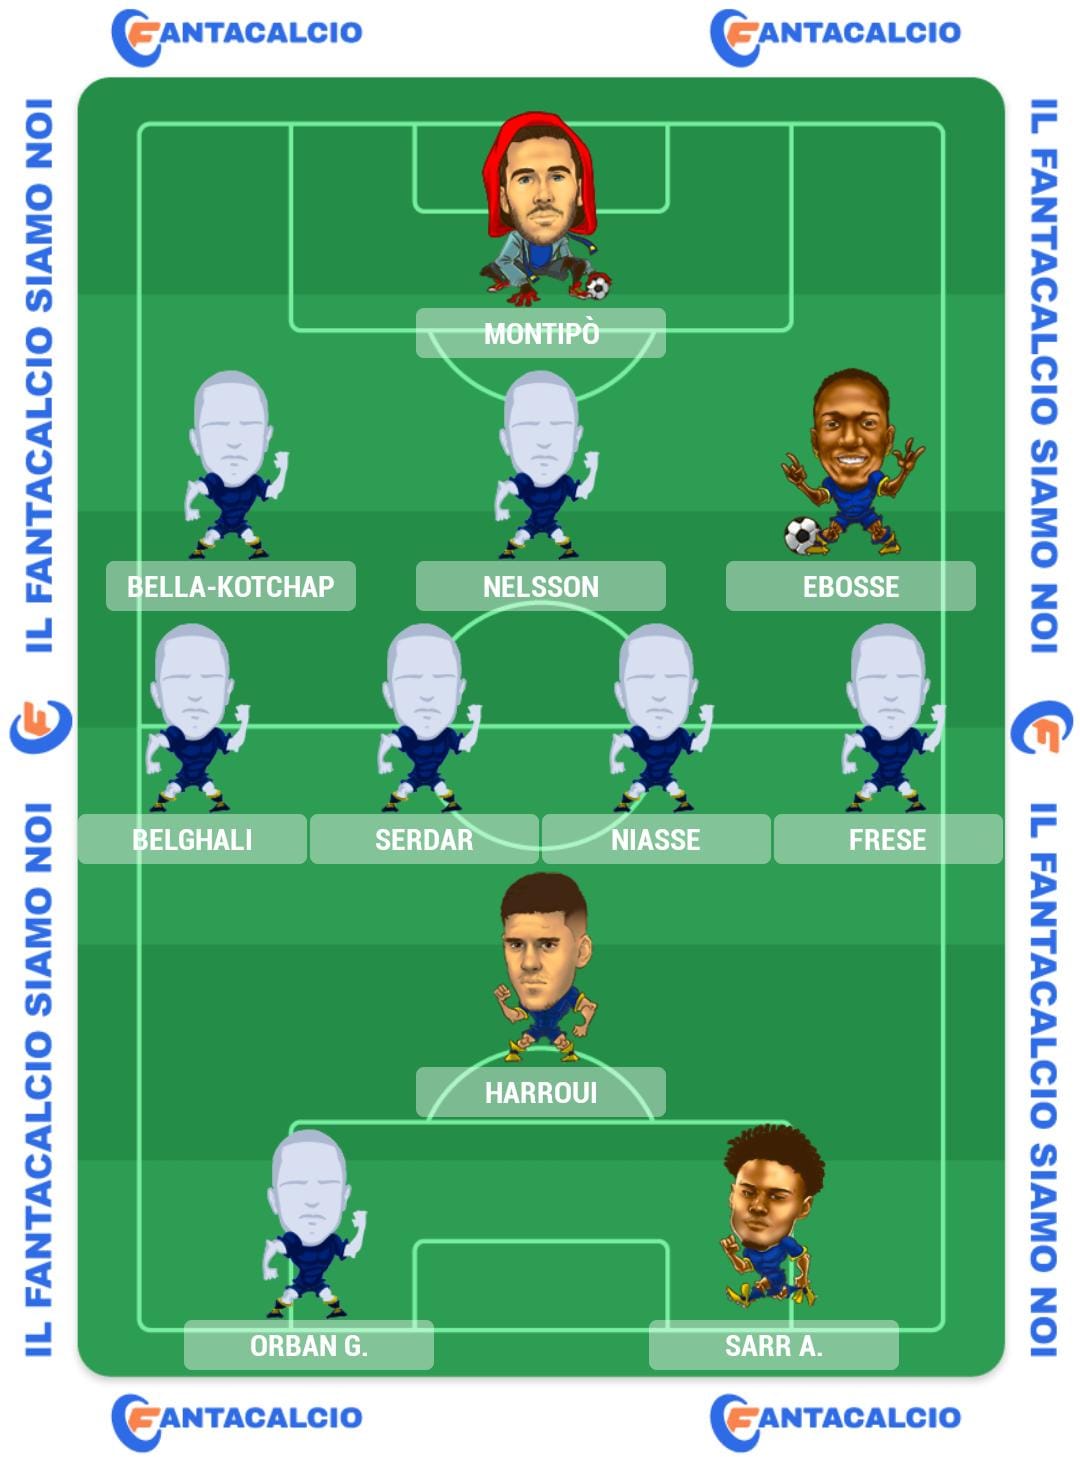 FANTACALCIO
FANTACALCIO
IL FANTACALCIO SIAMO NOI
IL FANTACALCIO SIAMO NOI
MONTIPÒ
BELLA-KOTCHAP
NELSSON
EBOSSE
BELGHALI
SERDAR
NIASSE
FRESE
HARROUI
ORBAN G.
SARR A.
IL FANTACALCIO SIAMO NOI
IL FANTACALCIO SIAMO NOI
FANTACALCIO
FANTACALCIO